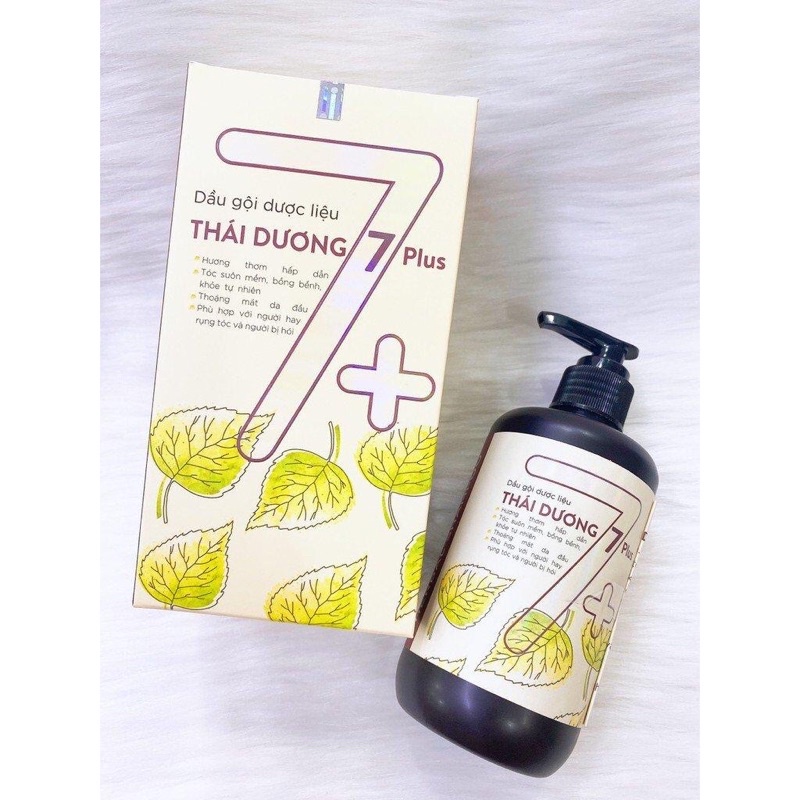 7+
Dầu gội dược liệu
THÁI DƯƠNG 7 Plus
Hương thơm hấp dẫn
Tóc suôn mềm, bồng bềnh,
khỏe tự nhiên
Thoáng mát da đầu
Phù hợp với người hay
rụng tóc và người bị hói
7+
Dầu gội dược liệu
THÁI DƯƠNG 7 Plus
Hương thơm hấp dẫn
Tóc suôn mềm, bồng bềnh,
khỏe tự nhiên
Thoáng mát da đầu
Phù hợp với người hay
rụng tóc và người bị hói